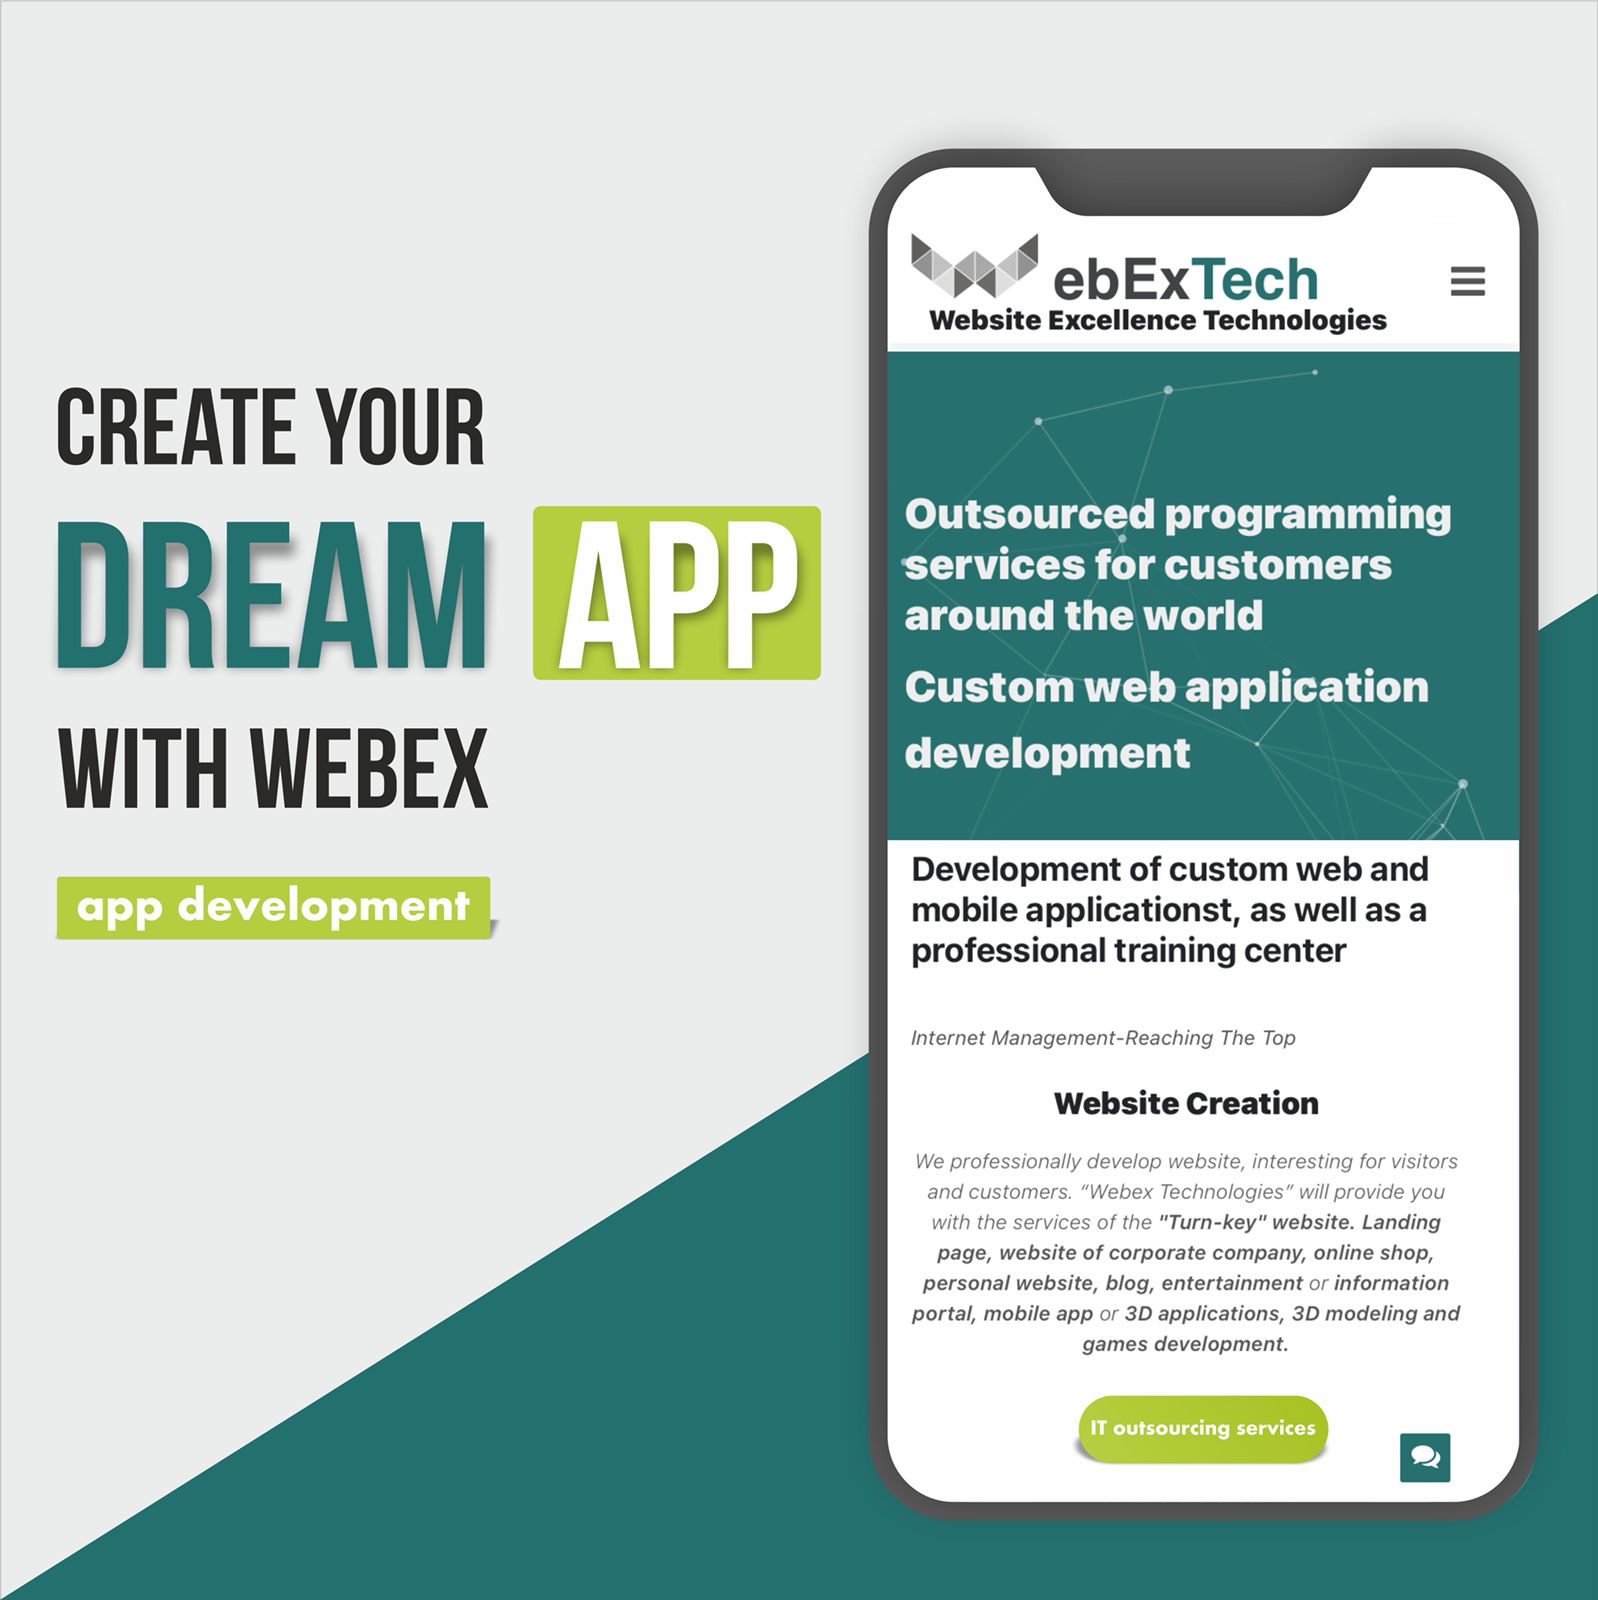 CREATE YOUR
DREAM APP
WITH WEBEX
app development
WebExTech
Website Excellence Technologies
Outsourced programming
services for customers
around the world
Custom web application
development
Development of custom web and
mobile applicationst, as well as a
professional training center
Internet Management-Reaching The Top
Website Creation
We professionally develop website, interesting for visitors
and customers. “Webex Technologies” will provide you
with the services of the "Turn-key" website. Landing
page, website of corporate company, online shop,
personal website, blog, entertainment or information
portal, mobile app or 3D applications, 3D modeling and
games development.
IT outsourcing services